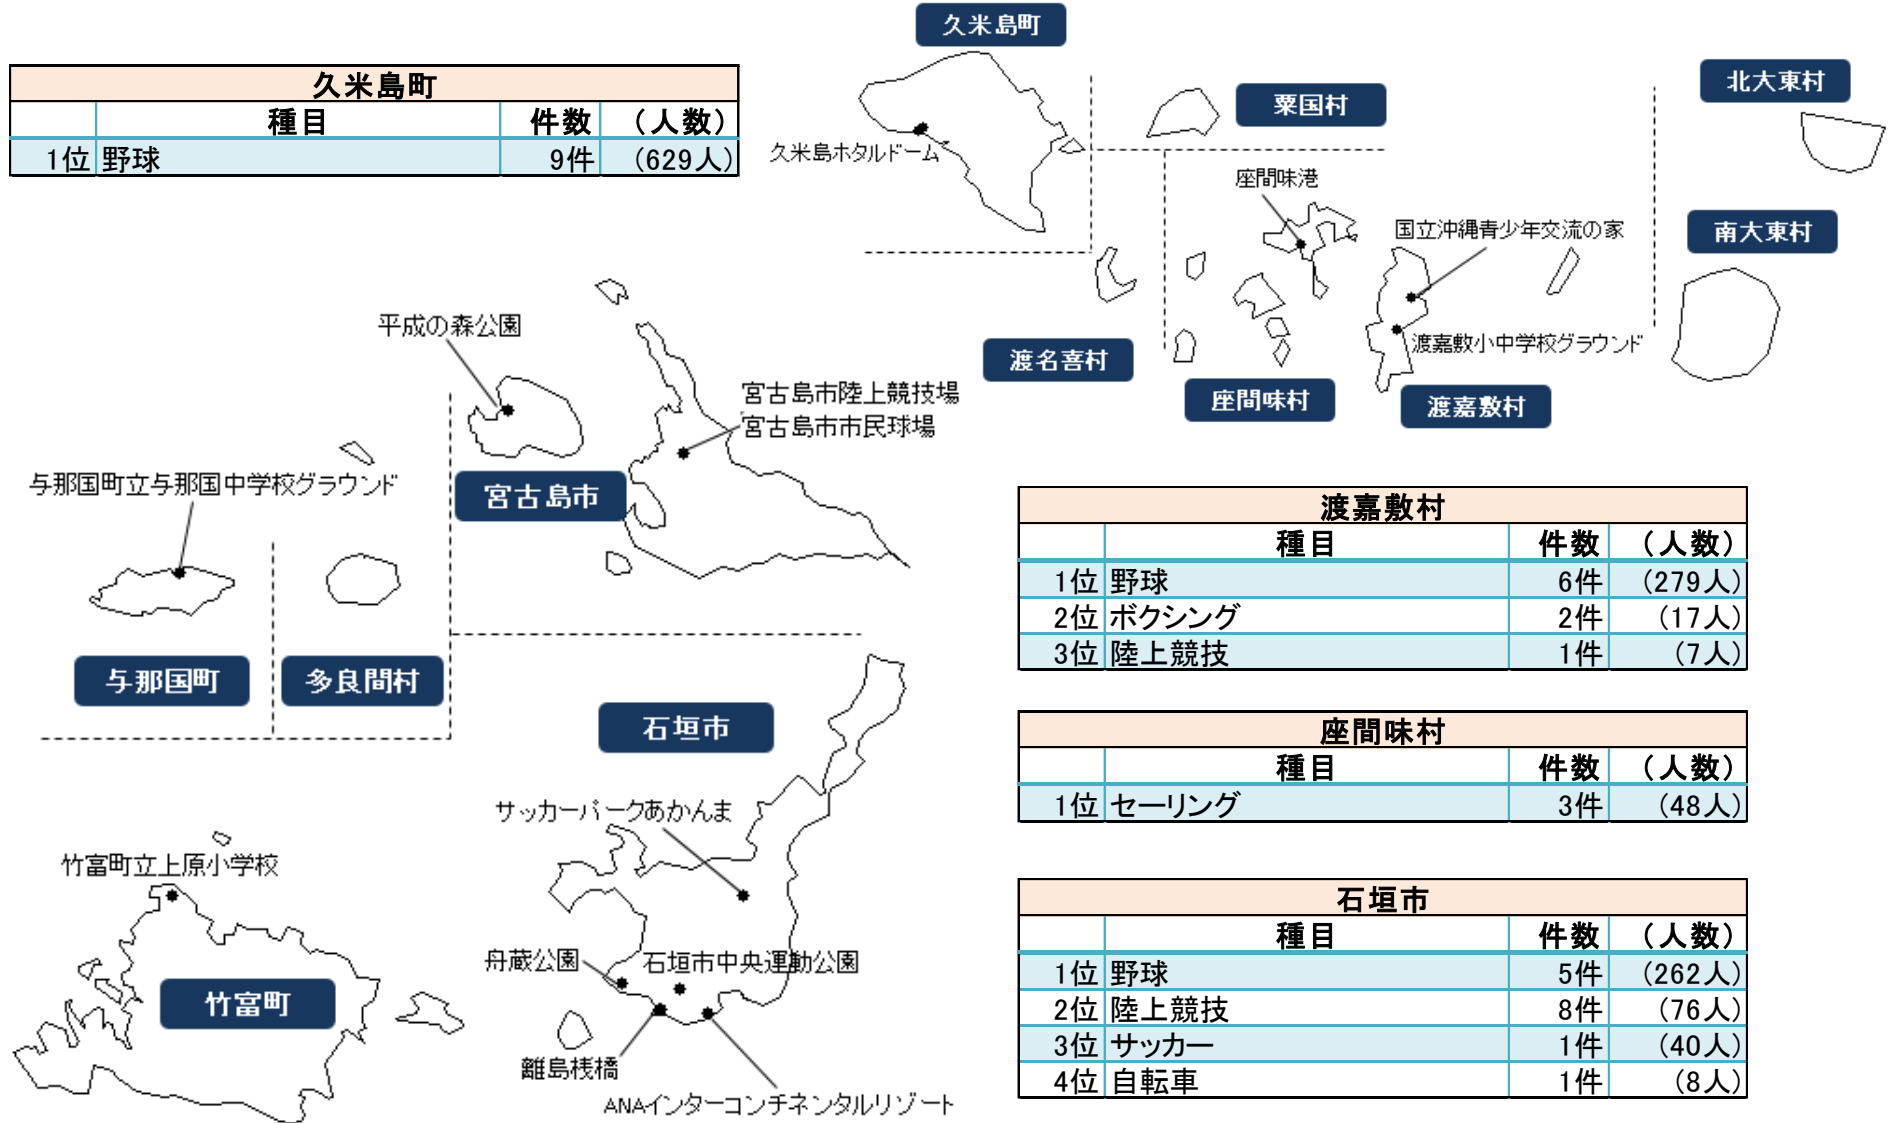 久米島町
久米島町
種目 件数 （人数）
1位 野球 9件 （629人）
粟国村
北大東村
久米島ホタルドーム
座間味港
国立沖縄青少年交流の家
南大東村
渡嘉敷小中学校グラウンド
渡名喜村
座間味村
渡嘉敷村
平成の森公園
宮古島市陸上競技場
宮古島市市民球場
与那国町立与那国中学校グラウンド
宮古島市
与那国町
多良間村
石垣市
サッカーパークあかんま
竹富町立上原小学校
舟蔵公園
石垣市中央運動公園
竹富町
離島桟橋
ANAインターコンチネンタルリゾート
渡嘉敷村
種目 件数 （人数）
1位 野球 6件 （279人）
2位 ボクシング 2件 （17人）
3位 陸上競技 1件 （7人）
座間味村
種目 件数 （人数）
1位 セーリング 3件 （48人）
石垣市
種目 件数 （人数）
1位 野球 5件 （262人）
2位 陸上競技 8件 （76人）
3位 サッカー 1件 （40人）
4位 自転車 1件 （8人）